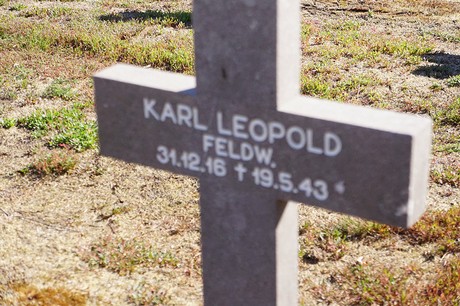 KARL LEOPOLD
FELDW.
31.12.16 † 19.5.43 *